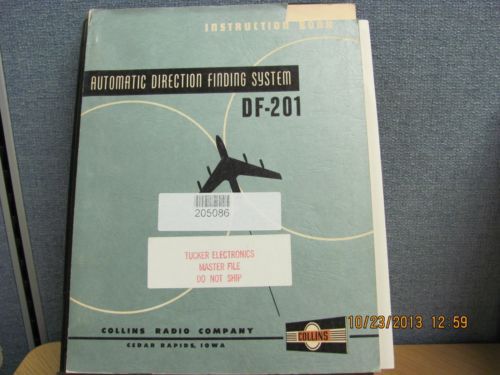 INSTRUCTION BOOK
AUTOMATIC DIRECTION FINDING SYSTEM
DF-201
205086
TUCKER ELECTRONICS
MASTER FILE
DO NOT SHIP
COLLINS RADIO COMPANY
CEDAR RAPIDS, IOWA
COLLINS
10/23/2013 12:59